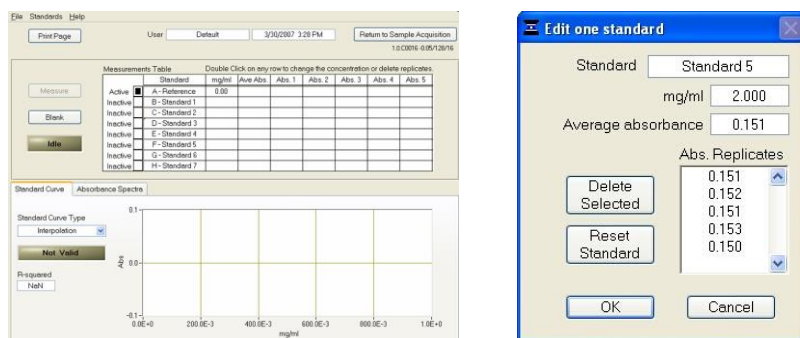 File Standards Help
Print Page User Default 3/30/2007 3:28 PM Return to Sample Acquisition
1.0.C0016 -0.05/128/16
Measurements Table Double Click on any row to change the concentration or delete replicates.
Standard mg/ml Ave Abs. Abs. 1 Abs. 2 Abs. 3 Abs. 4 Abs. 5
Measure
Active A - Reference 0.00
Inactive B - Standard 1
Inactive C - Standard 2
Blank
Inactive D - Standard 3
Inactive E - Standard 4
Idle
Inactive F - Standard 5
Inactive G - Standard 6
Inactive H - Standard 7
Standard Curve Absorbance Spectra
Standard Curve Type
Interpolation
Not Valid
R-squared
NaN
0.1
Abs
0.0
-0.1
0.0E+0 200.0E-3 400.0E-3 600.0E-3 800.0E-3 1.0E+0
mg/ml
Edit one standard
Standard Standard 5
mg/ml 2.000
Average absorbance 0.151
Abs. Replicates
0.151
0.152
0.151
0.153
0.150
Delete
Selected
Reset
Standard
OK Cancel